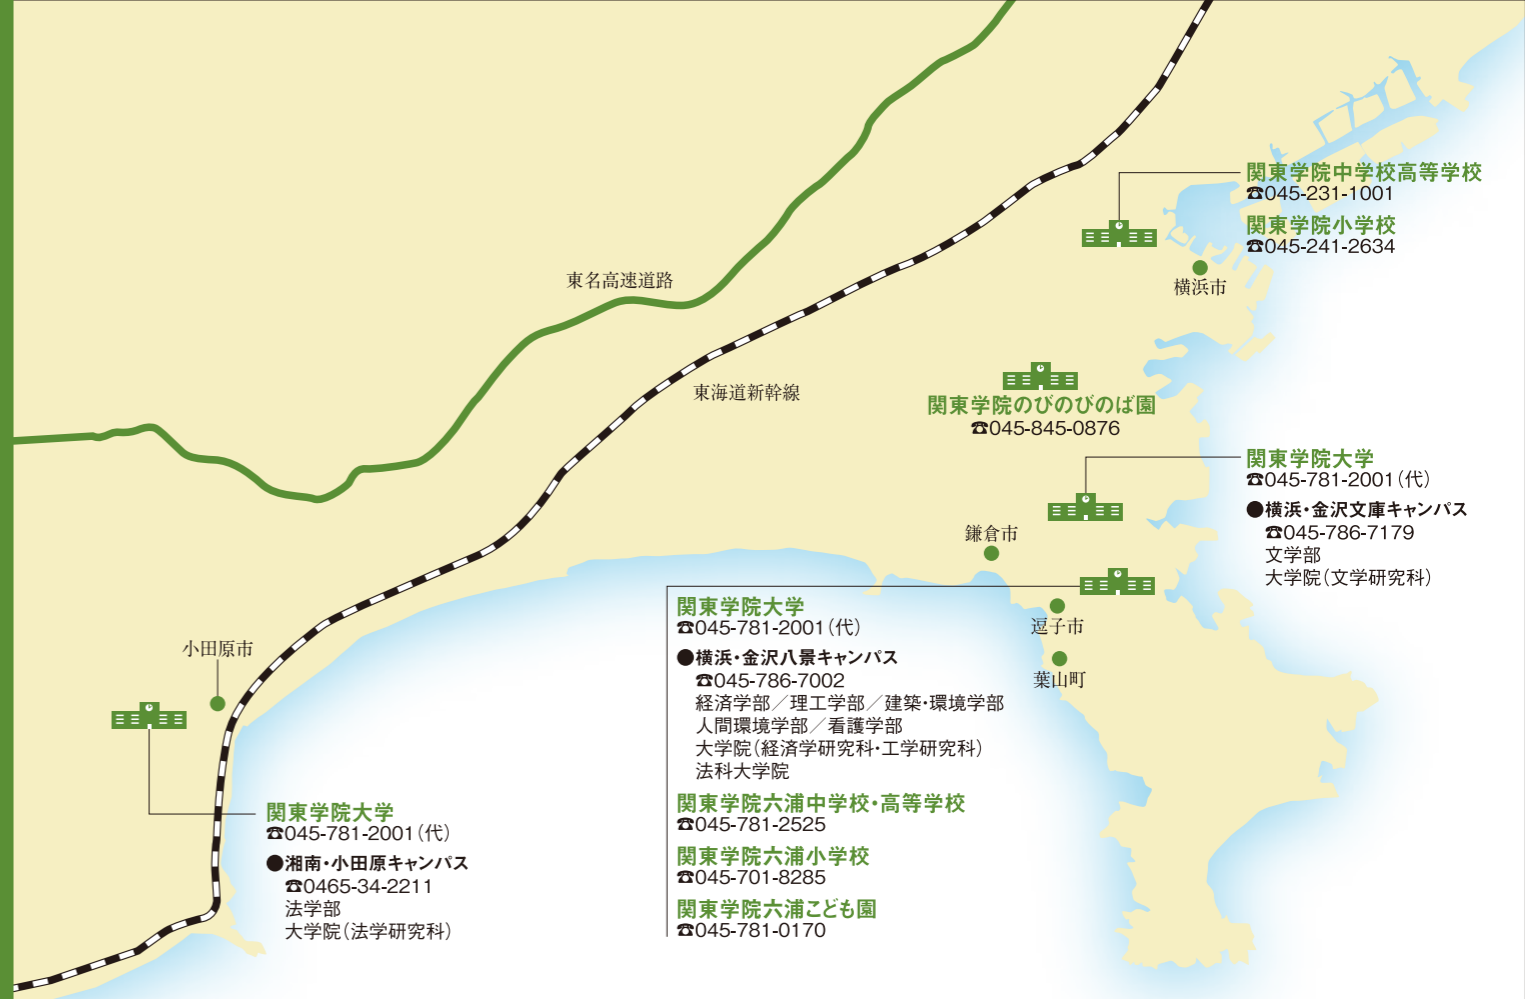 関東学院中学校高等学校
☎045-231-1001
関東学院小学校
☎045-241-2634
横浜市
東名高速道路
東海道新幹線
関東学院のびのびのば園
☎045-845-0876
関東学院大学
☎045-781-2001(代)
●横浜・金沢文庫キャンパス
☎045-786-7179
文学部
大学院(文学研究科)
鎌倉市
逗子市
葉山町
関東学院大学
☎045-781-2001(代)
●横浜・金沢八景キャンパス
☎045-786-7002
経済学部／理工学部／建築・環境学部
人間環境学部／看護学部
大学院(経済学研究科・工学研究科)
法科大学院
関東学院六浦中学校・高等学校
☎045-781-2525
関東学院六浦小学校
☎045-701-8285
関東学院六浦こども園
☎045-781-0170
小田原市
関東学院大学
☎045-781-2001(代)
●湘南・小田原キャンパス
☎0465-34-2211
法学部
大学院(法学研究科)